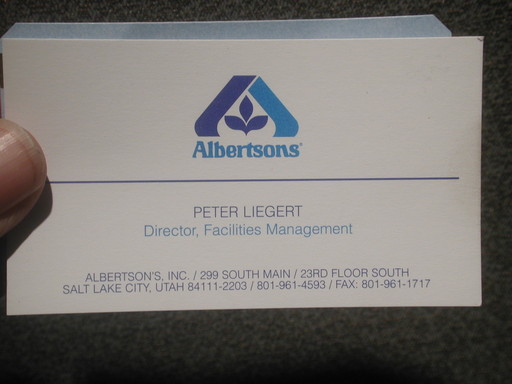 Albertsons®
PETER LIEGERT
Director, Facilities Management
ALBERTSON'S, INC. / 299 SOUTH MAIN / 23RD FLOOR SOUTH
SALT LAKE CITY, UTAH 84111-2203 / 801-961-4593 / FAX: 801-961-1717